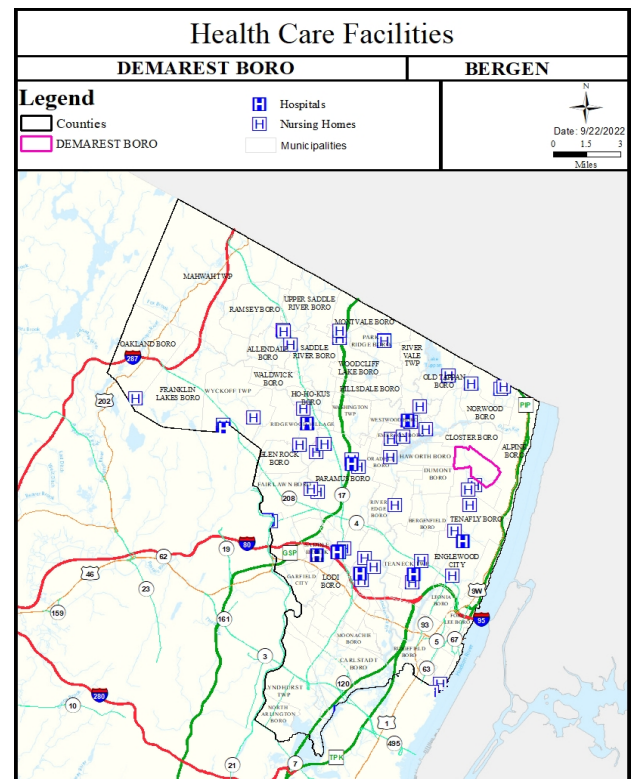 Health Care Facilities
DEMAREST BORO
BERGEN
Legend
Counties
DEMAREST BORO
Hospitals
Nursing Homes
Municipalities
N
Date: 9/22/2022
0 1.5 3
Miles
MAHWAH TWP
UPPER SADDLE
RIVER BORO
RAMSEY BORO
MONTVALE BORO
PARK
RIDGE BORO
OAKLAND BORO
287
ALLENDALE
BORO
SADDLE
RIVER BORO
RIVER
VALE
TWP
WOODCLIFF
LAKE BORO
WALDWICK
BORO
FRANKLIN
LAKES BORO
WYCKOFF TWP
HILLSDALE BORO
OLD TAPPAN
BORO
202
HO-HO-KUS
BORO
WASHINGTON
TWP
NORWOOD
BORO
PIP
RIDGEWOOD VILLAGE
WESTWOOD
CLOSTER BORO
ALPINE
BORO
GLEN ROCK
BORO
HAWORTH BORO
DUMONT
BORO
PARAMUS BORO
FAIR LAWN BORO
208
17
RIVER
EDGE
BORO
4
BERGENFIELD
BORO
TENAFLY BORO
19
80
GSP
62
46
LODI
BORO
TEANECK
ENGLEWOOD
CITY
GARFIELD
CITY
23
9W
LEONIA
BORO
159
161
93
LEE BORO
95
5
67
MOONACHIE
BORO
3
63
CARLSTADT
BORO
280
10
120
LYNDHURST
TWP
NORTH
ARLINGTON
BORO
1
495
21
7
TPK